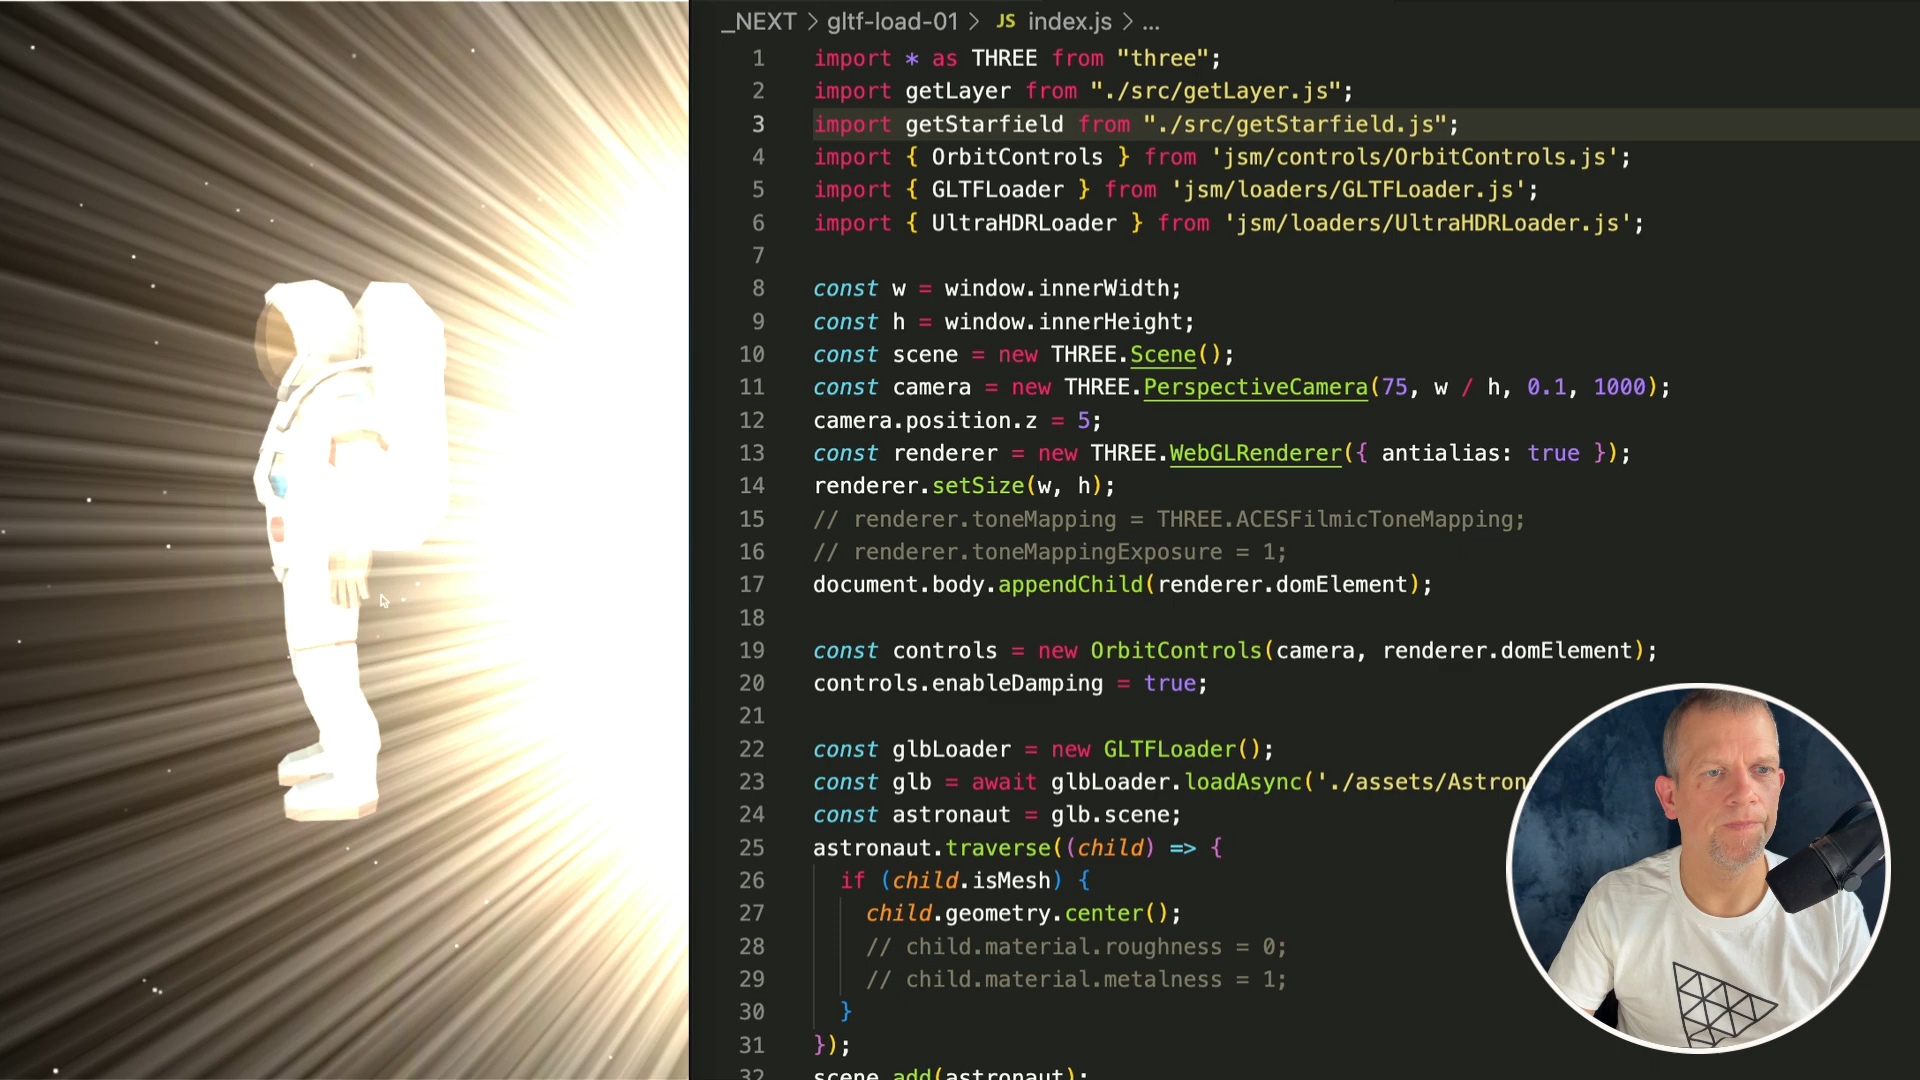 _NEXT > gltf-load-01 > JS index.js > ...
1 import * as THREE from "three";
2 import getLayer from "./src/getLayer.js";
3 import getStarfield from "./src/getStarfield.js";
4 import { OrbitControls } from 'jsm/controls/OrbitControls.js';
5 import { GLTFLoader } from 'jsm/loaders/GLTFLoader.js';
6 import { UltraHDRLoader } from 'jsm/loaders/UltraHDRLoader.js';
7
8 const w = window.innerWidth;
9 const h = window.innerHeight;
10 const scene = new THREE.Scene();
11 const camera = new THREE.PerspectiveCamera(75, w / h, 0.1, 1000);
12 camera.position.z = 5;
13 const renderer = new THREE.WebGLRenderer({ antialias: true });
14 renderer.setSize(w, h);
15 // renderer.toneMapping = THREE.ACESFilmicToneMapping;
16 // renderer.toneMappingExposure = 1;
17 document.body.appendChild(renderer.domElement);
18
19 const controls = new OrbitControls(camera, renderer.domElement);
20 controls.enableDamping = true;
21
22 const glbLoader = new GLTFLoader();
23 const glb = await glbLoader.loadAsync('./assets/Astron
24 const astronaut = glb.scene;
25 astronaut.traverse((child) => {
26 if (child.isMesh) {
27 child.geometry.center();
28 // child.material.roughness = 0;
29 // child.material.metalness = 1;
30 }
31 });
32 scene.add(astronaut);